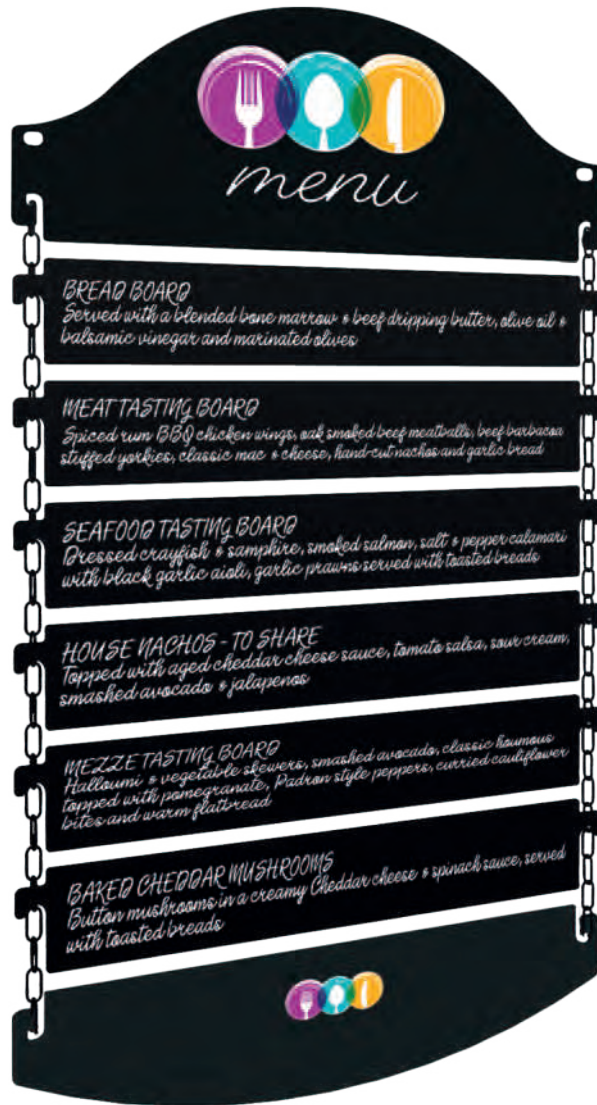 menu
BREAD BOARD
Served with a blended bone marrow & beef dripping butter, olive oil &
balsamic vinegar and marinated olives
MEAT TASTING BOARD
Spiced rum BBQ chicken wings, oak smoked beef meatballs, beef barbacoa
stuffed yorkies, classic mac & cheese, hand-cut nachos and garlic bread
SEAFOOD TASTING BOARD
Dressed crayfish & samphire, smoked salmon, salt & pepper calamari
with black garlic aioli, garlic prawns served with toasted breads
HOUSE NACHOS - TO SHARE
Topped with aged cheddar cheese sauce, tomato salsa, sour cream,
smashed avocado & jalapenos
MEZZE TASTING BOARD
Halloumi & vegetable skewers, smashed avocado, classic houmous
topped with pomegranate, Padron style peppers, curried cauliflower
bites and warm flatbread
BAKED CHEDDAR MUSHROOMS
Button mushrooms in a creamy Cheddar cheese & spinach sauce, served
with toasted breads